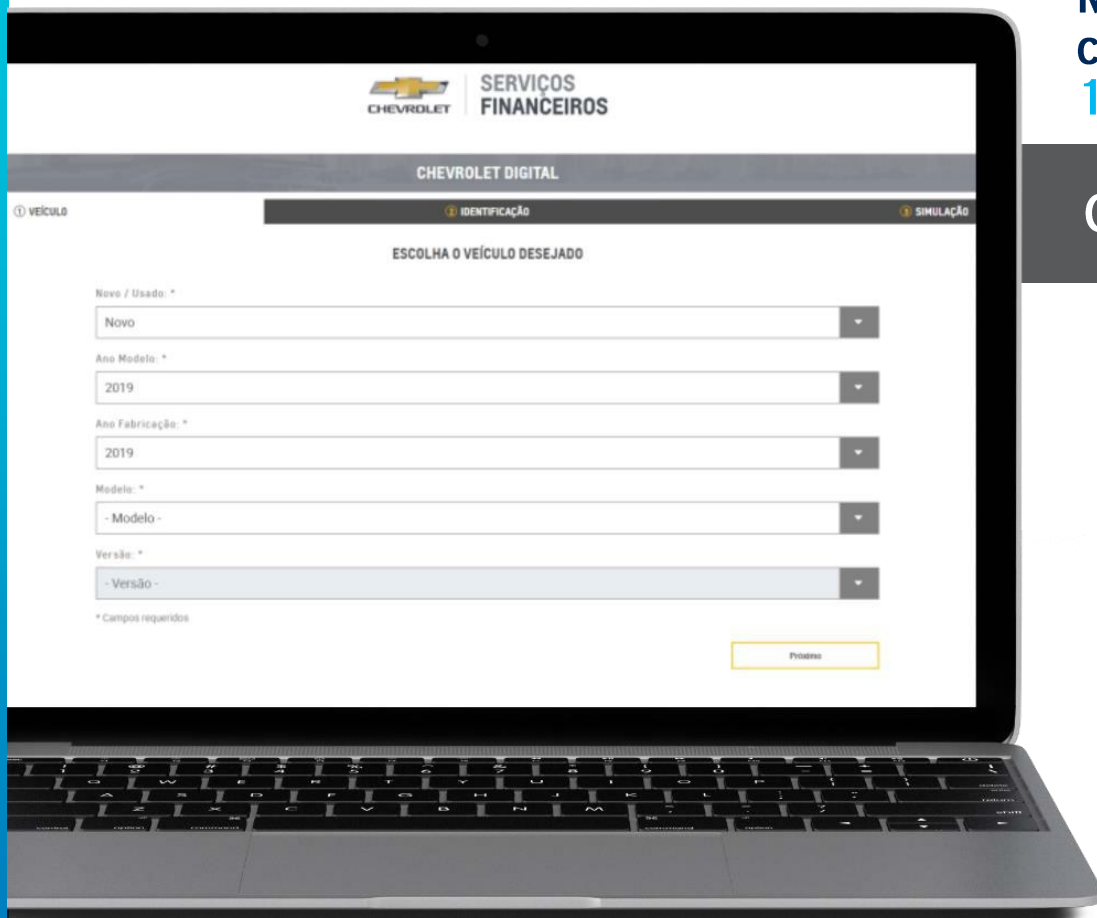 CHEVROLET
SERVIÇOS
FINANCEIROS
CHEVROLET DIGITAL
① VEÍCULO
② IDENTIFICAÇÃO
③ SIMULAÇÃO
ESCOLHA O VEÍCULO DESEJADO
Novo / Usado: *
Novo
Ano Modelo: *
2019
Ano Fabricação: *
2019
Modelo: *
- Modelo -
Versão: *
- Versão -
* Campos requeridos
Próximo